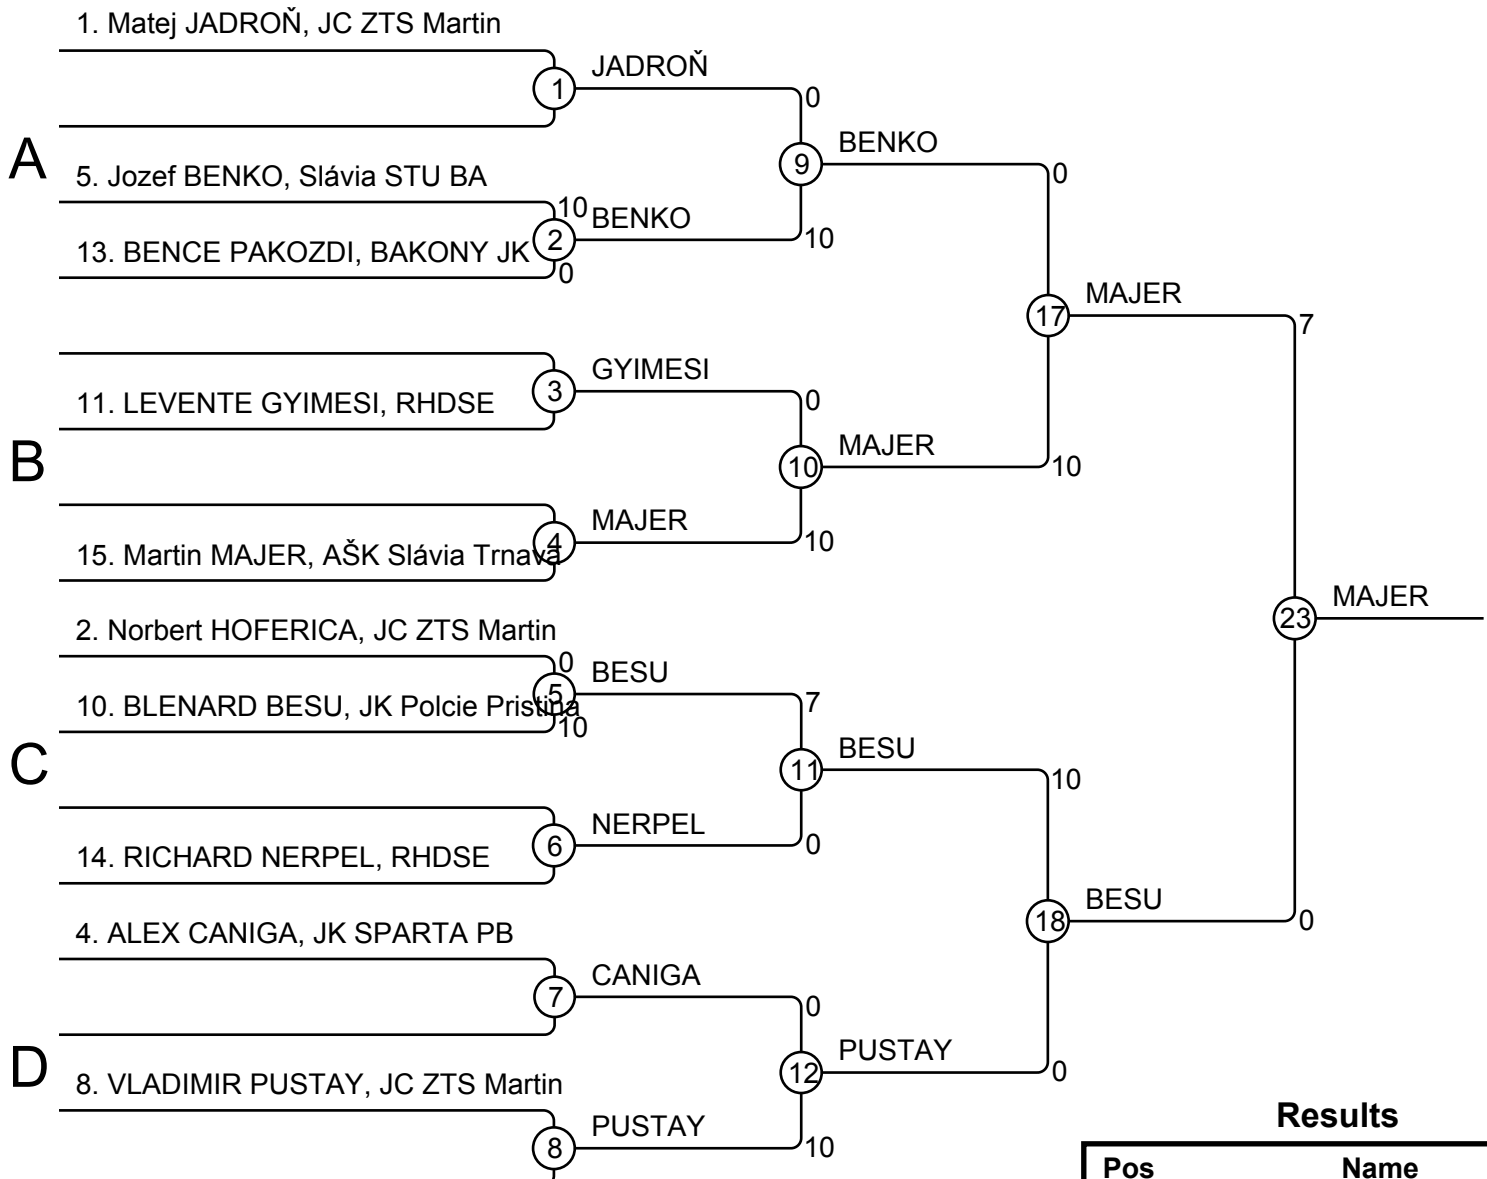 1. Matej JADROŇ, JC ZTS Martin
1
JADROŇ
0
A
5. Jozef BENKO, Slávia STU BA
10
2
BENKO
13. BENCE PAKOZDI, BAKONY JK
0
9
BENKO
10
0
3
GYIMESI
11. LEVENTE GYIMESI, RHDSE
0
B
10
MAJER
10
4
MAJER
15. Martin MAJER, AŠK Slávia Trnava
10
17
MAJER
7
2. Norbert HOFERICA, JC ZTS Martin
0
5
BESU
10. BLENARD BESU, JK Polcie Pristina
10
7
C
11
BESU
10
6
NERPEL
14. RICHARD NERPEL, RHDSE
0
23
MAJER
4. ALEX CANIGA, JK SPARTA PB
7
CANIGA
0
18
BESU
0
D
12
PUSTAY
0
8. VLADIMIR PUSTAY, JC ZTS Martin
8
PUSTAY
10
Results
Pos Name